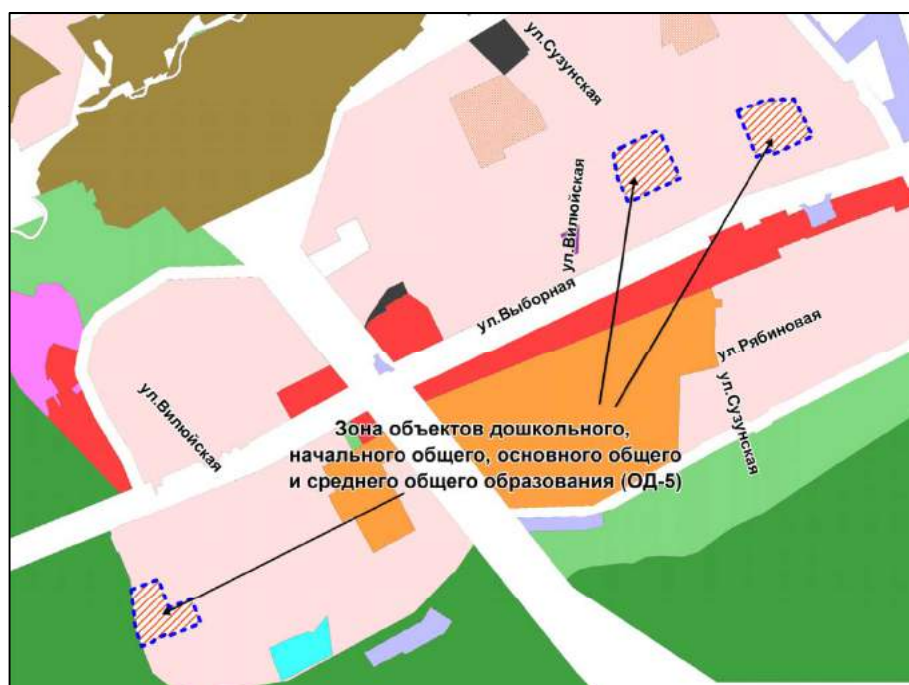 ул.Сузунская
ул.Вилюйская
ул.Выборная
ул.Рябиновая
ул.Сузунская
ул.Вилюйская
Зона объектов дошкольного,
начального общего, основного общего
и среднего общего образования (ОД-5)